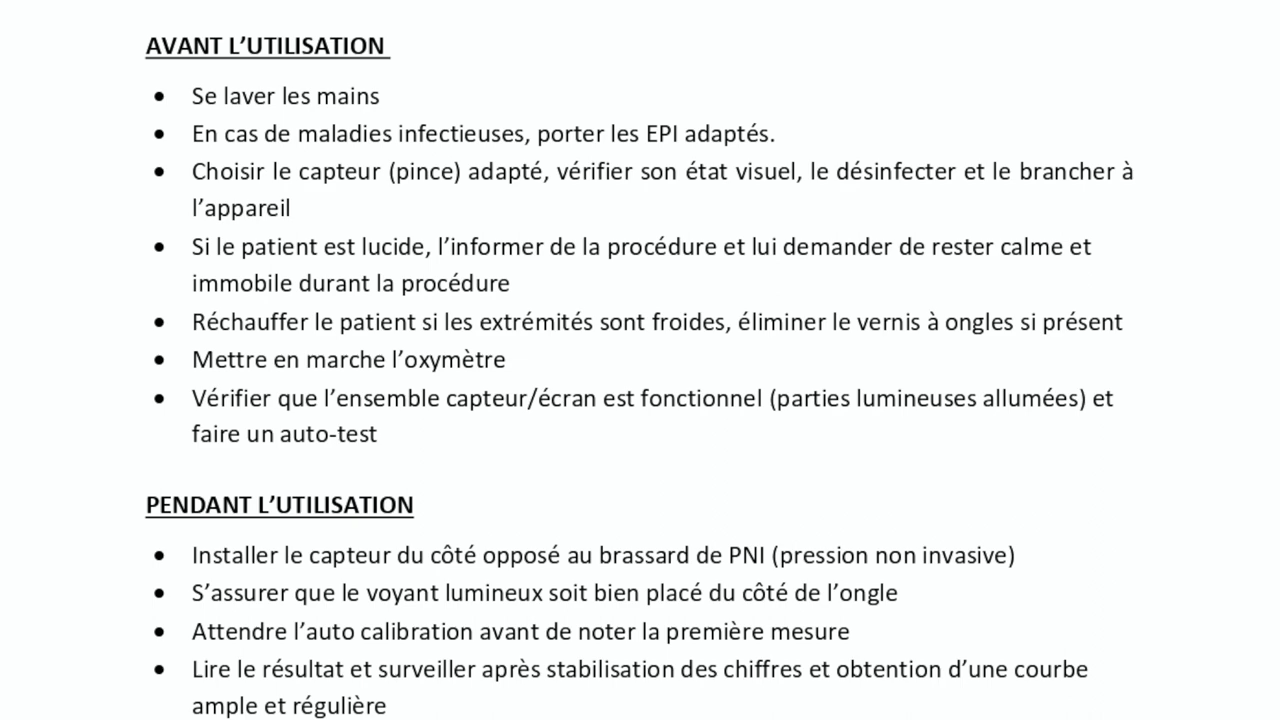 AVANT L’UTILISATION
• Se laver les mains
• En cas de maladies infectieuses, porter les EPI adaptés.
• Choisir le capteur (pince) adapté, vérifier son état visuel, le désinfecter et le brancher à
l’appareil
• Si le patient est lucide, l’informer de la procédure et lui demander de rester calme et
immobile durant la procédure
• Réchauffer le patient si les extrémités sont froides, éliminer le vernis à ongles si présent
• Mettre en marche l’oxymètre
• Vérifier que l’ensemble capteur/écran est fonctionnel (parties lumineuses allumées) et
faire un auto-test
PENDANT L’UTILISATION
• Installer le capteur du côté opposé au brassard de PNI (pression non invasive)
• S’assurer que le voyant lumineux soit bien placé du côté de l’ongle
• Attendre l’auto calibration avant de noter la première mesure
• Lire le résultat et surveiller après stabilisation des chiffres et obtention d’une courbe
ample et régulière